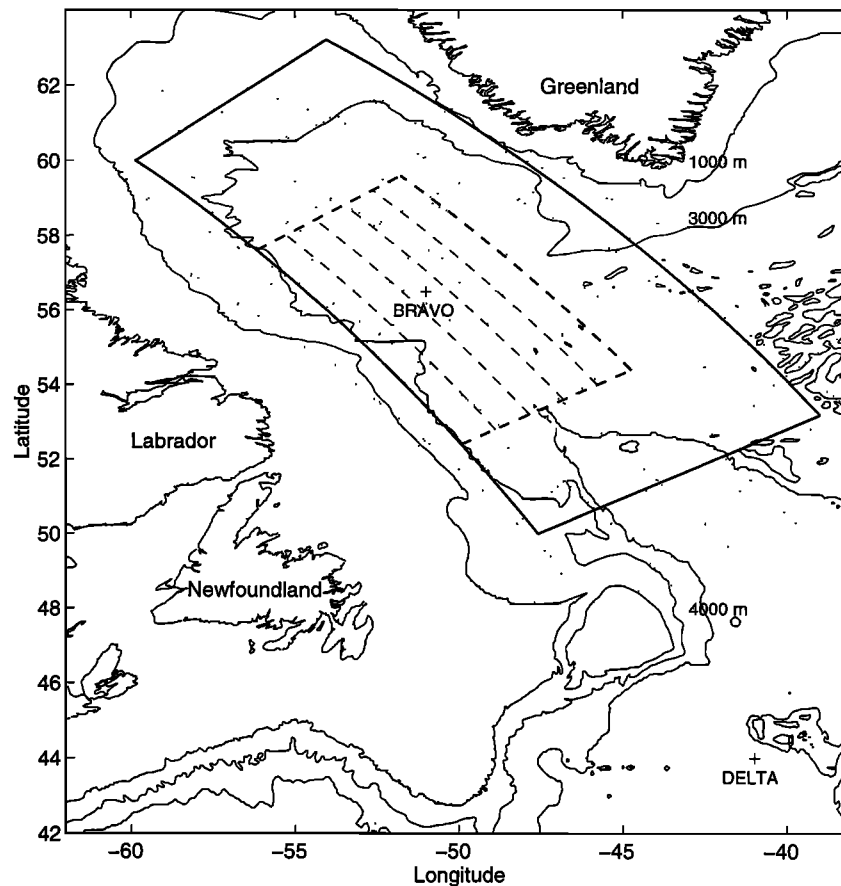 Greenland
1000 m
3000 m
BRAVO
Labrador
Newfoundland
4000 m
DELTA
Latitude
62
60
58
56
54
52
50
48
46
44
42
−60
−55
−50
−45
−40
Longitude